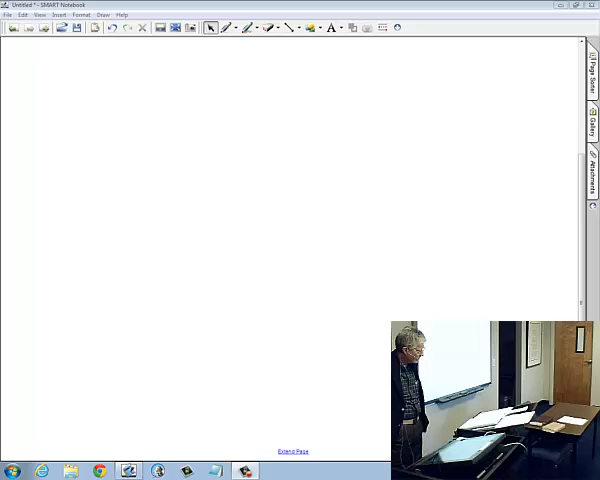 Untitled * - SMART Notebook
File Edit View Insert Format Draw Help
Page Sorter
Gallery
Attachments
Extend Page